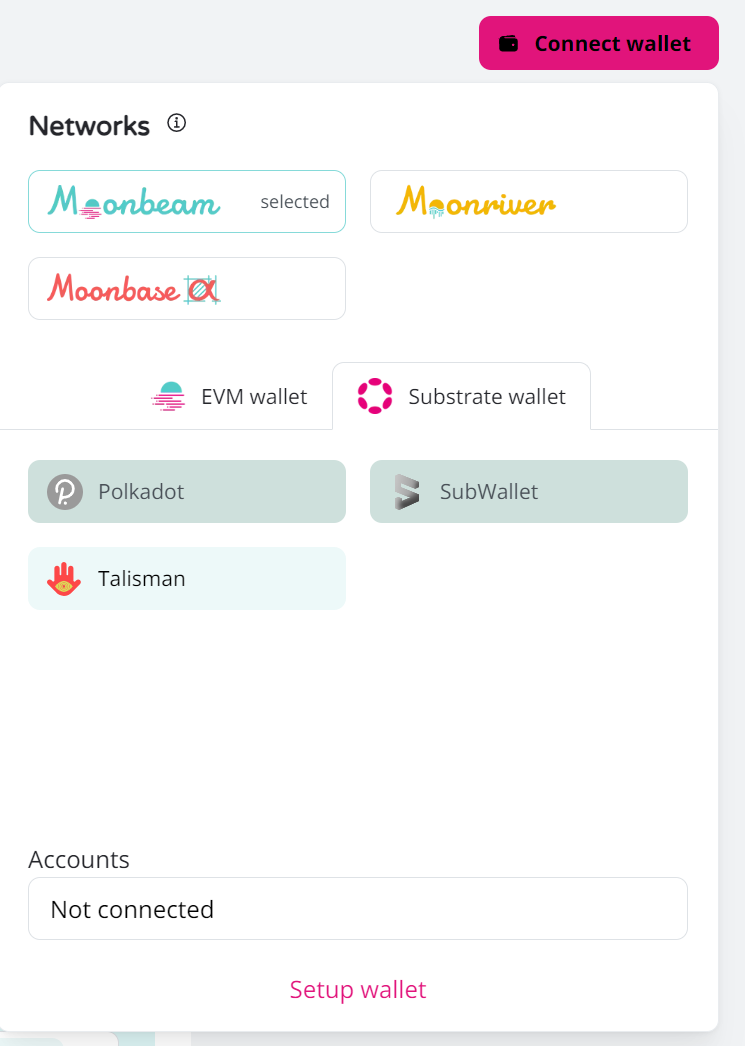 Connect wallet
Networks
Moonbeam selected
Moonriver
Moonbase α
EVM wallet
Substrate wallet
Polkadot
SubWallet
Talisman
Accounts
Not connected
Setup wallet